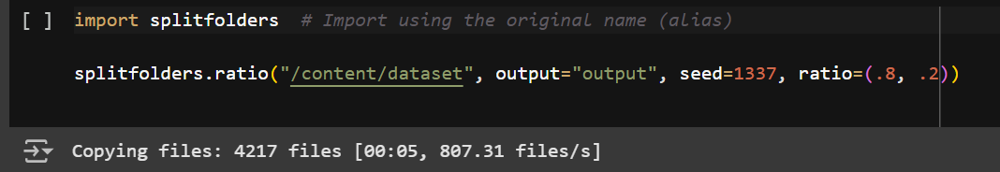 [ ] import splitfolders # Import using the original name (alias)
splitfolders.ratio("/content/dataset", output="output", seed=1337, ratio=(.8, .2))
Copying files: 4217 files [00:05, 807.31 files/s]